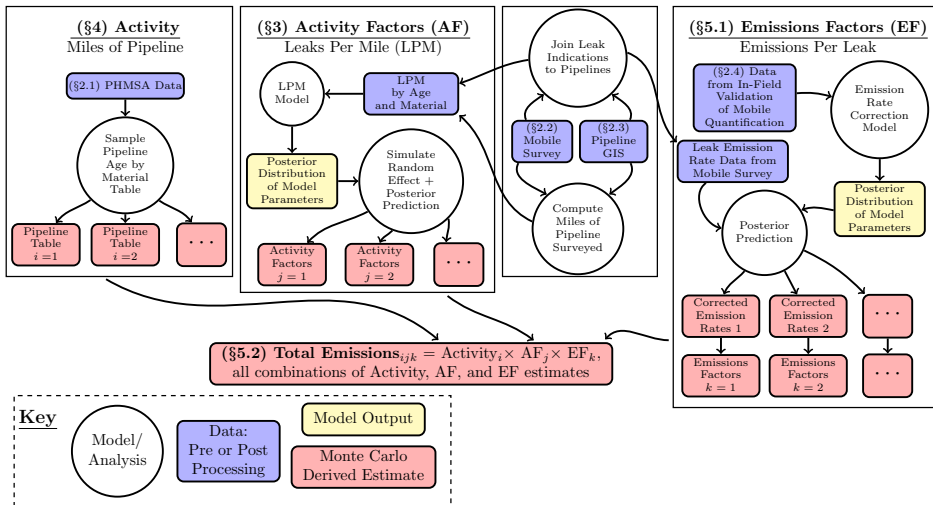 (§4) Activity
Miles of Pipeline
(§2.1) PHMSA Data
Sample
Pipeline
Age by
Material
Table
Pipeline
Table
i =1
Pipeline
Table
i =2
...
(§3) Activity Factors (AF)
Leaks Per Mile (LPM)
LPM
Model
LPM
by Age
and Material
Posterior
Distribution
of Model
Parameters
Simulate
Random
Effect +
Posterior
Prediction
Activity
Factors
j = 1
Activity
Factors
j = 2
...
Join Leak
Indications
to Pipelines
(§2.2)
Mobile
Survey
(§2.3)
Pipeline
GIS
Compute
Miles of
Pipeline
Surveyed
(§5.1) Emissions Factors (EF)
Emissions Per Leak
(§2.4) Data
from In-Field
Validation
of Mobile
Quantification
Emission
Rate
Correction
Model
Leak Emission
Rate Data from
Mobile Survey
Posterior
Distribution
of Model
Parameters
Posterior
Prediction
Corrected
Emission
Rates 1
Corrected
Emission
Rates 2
...
Emissions
Factors
k = 1
Emissions
Factors
k = 2
...
(§5.2) Total Emissions_ijk = Activity_i× AF_j× EF_k,
all combinations of Activity, AF, and EF estimates
Key
Model/
Analysis
Data:
Pre or Post
Processing
Model Output
Monte Carlo
Derived Estimate